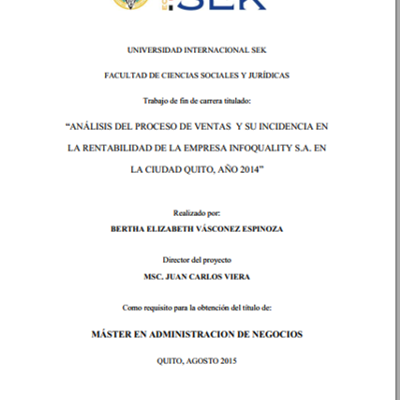 SEK
UNIVERSIDAD INTERNACIONAL SEK
FACULTAD DE CIENCIAS SOCIALES Y JURÍDICAS
Trabajo de fin de carrera titulado:
“ANÁLISIS DEL PROCESO DE VENTAS Y SU INCIDENCIA EN
LA RENTABILIDAD DE LA EMPRESA INFOQUALITY S.A. EN
LA CIUDAD QUITO, AÑO 2014”
Realizado por:
BERTHA ELIZABETH VÁSCONEZ ESPINOZA
Director del proyecto
MSC. JUAN CARLOS VIERA
Como requisito para la obtención del título de:
MÁSTER EN ADMINISTRACION DE NEGOCIOS
QUITO, AGOSTO 2015